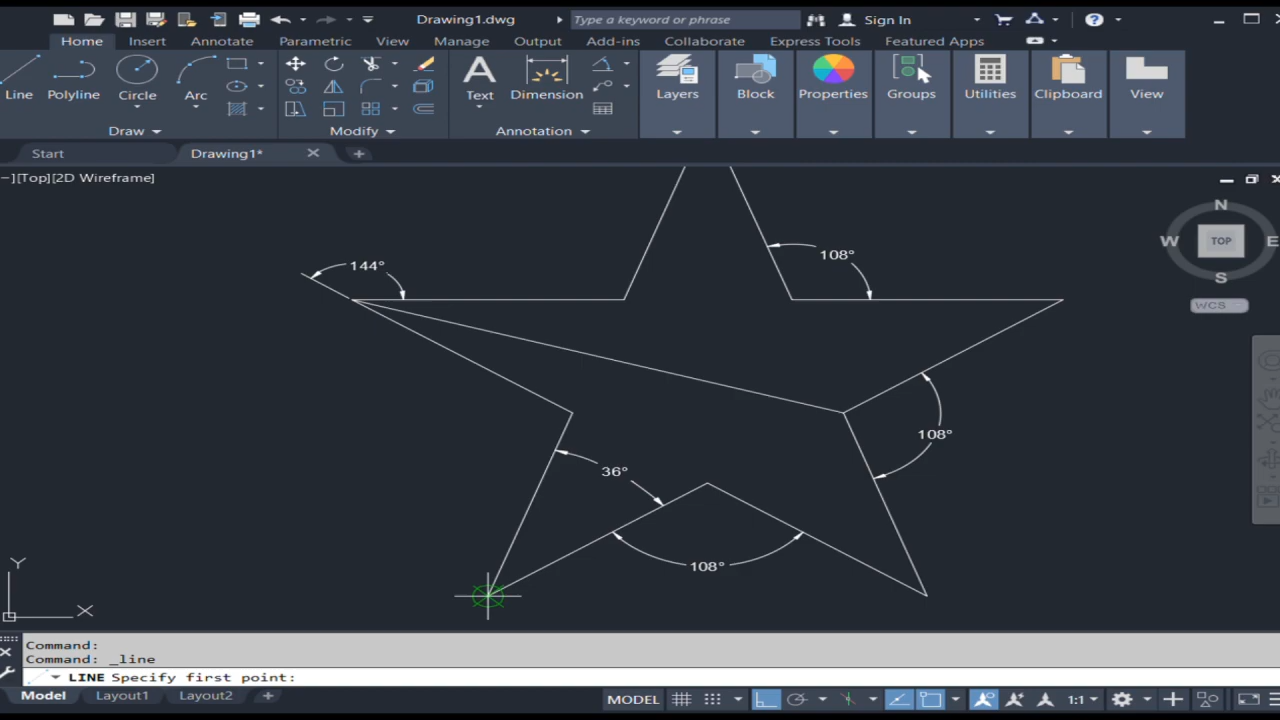 Drawing1.dwg Type a keyword or phrase Sign In
Home Insert Annotate Parametric View Manage Output Add-ins Collaborate Express Tools Featured Apps
Line Polyline Circle Arc Text Dimension Layers Block Properties Groups Utilities Clipboard View
Draw Modify Annotation
Start Drawing1*
−][Top][2D Wireframe]
N
W TOP E
S
WCS
144° 108°
108°
36°
108°
Y
X
Command:
Command: _line
LINE Specify first point:
Model Layout1 Layout2 MODEL 1:1